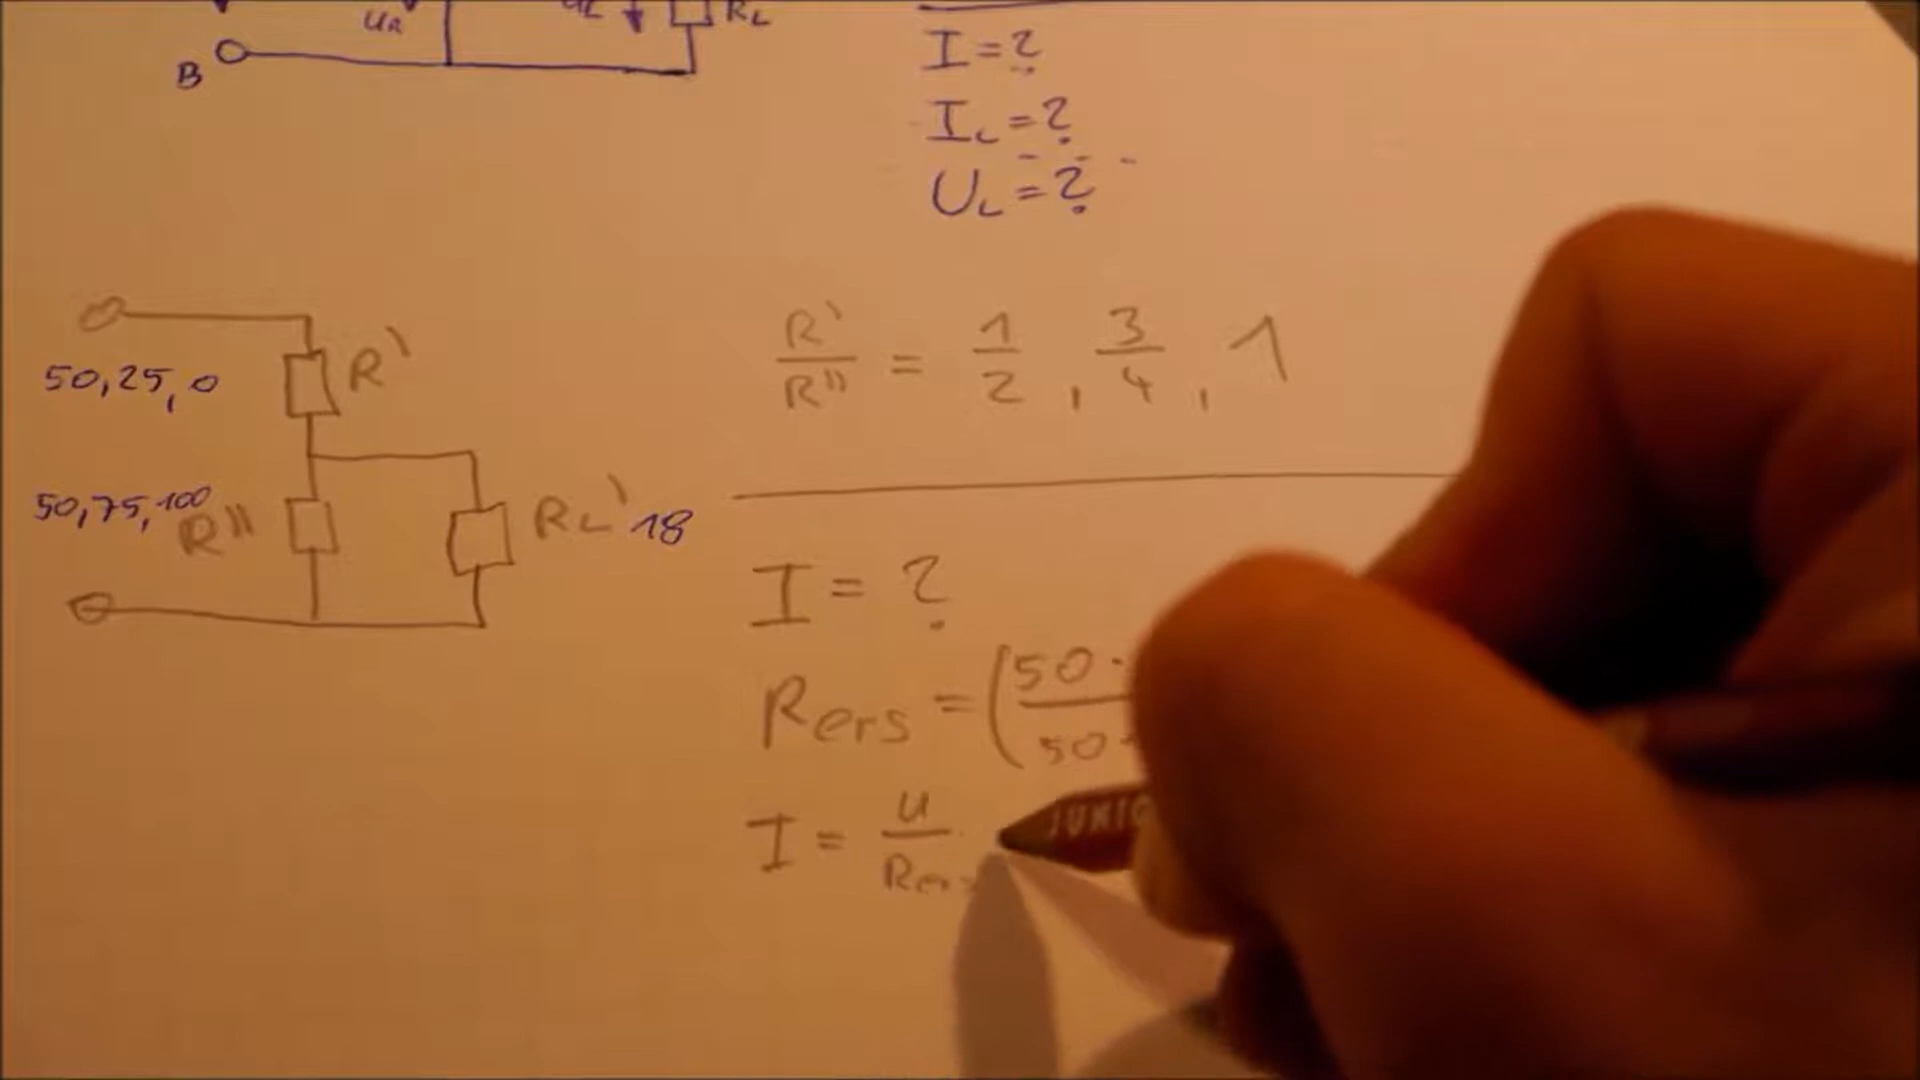 U_R U_L R_L
B
I = ?
I_L = ?
U_L = ?
50,25,0 R'
R'/R'' = 1/2 , 3/4 , 1
50,75,100 R'' R_L' 18
I = ?
R_ers = ( 50 · / 50 +
I = U / R_ers
JUNIO